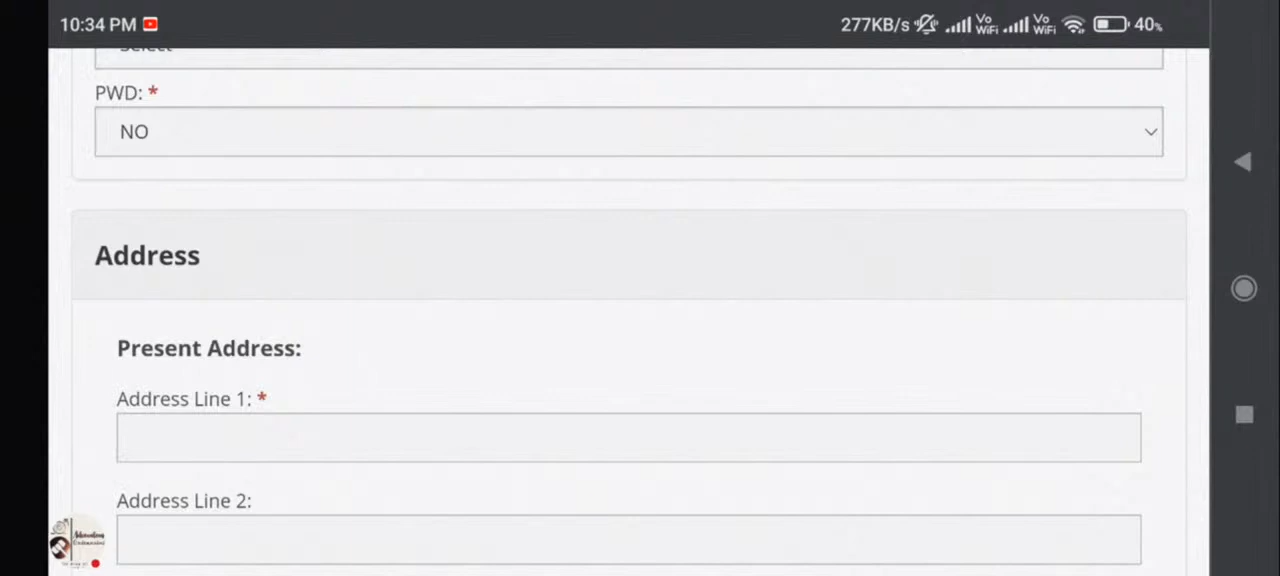 10:34 PM 277KB/s Vo WiFi Vo WiFi 40%
Select
PWD: *
NO
Address
Present Address:
Address Line 1: *
Address Line 2: